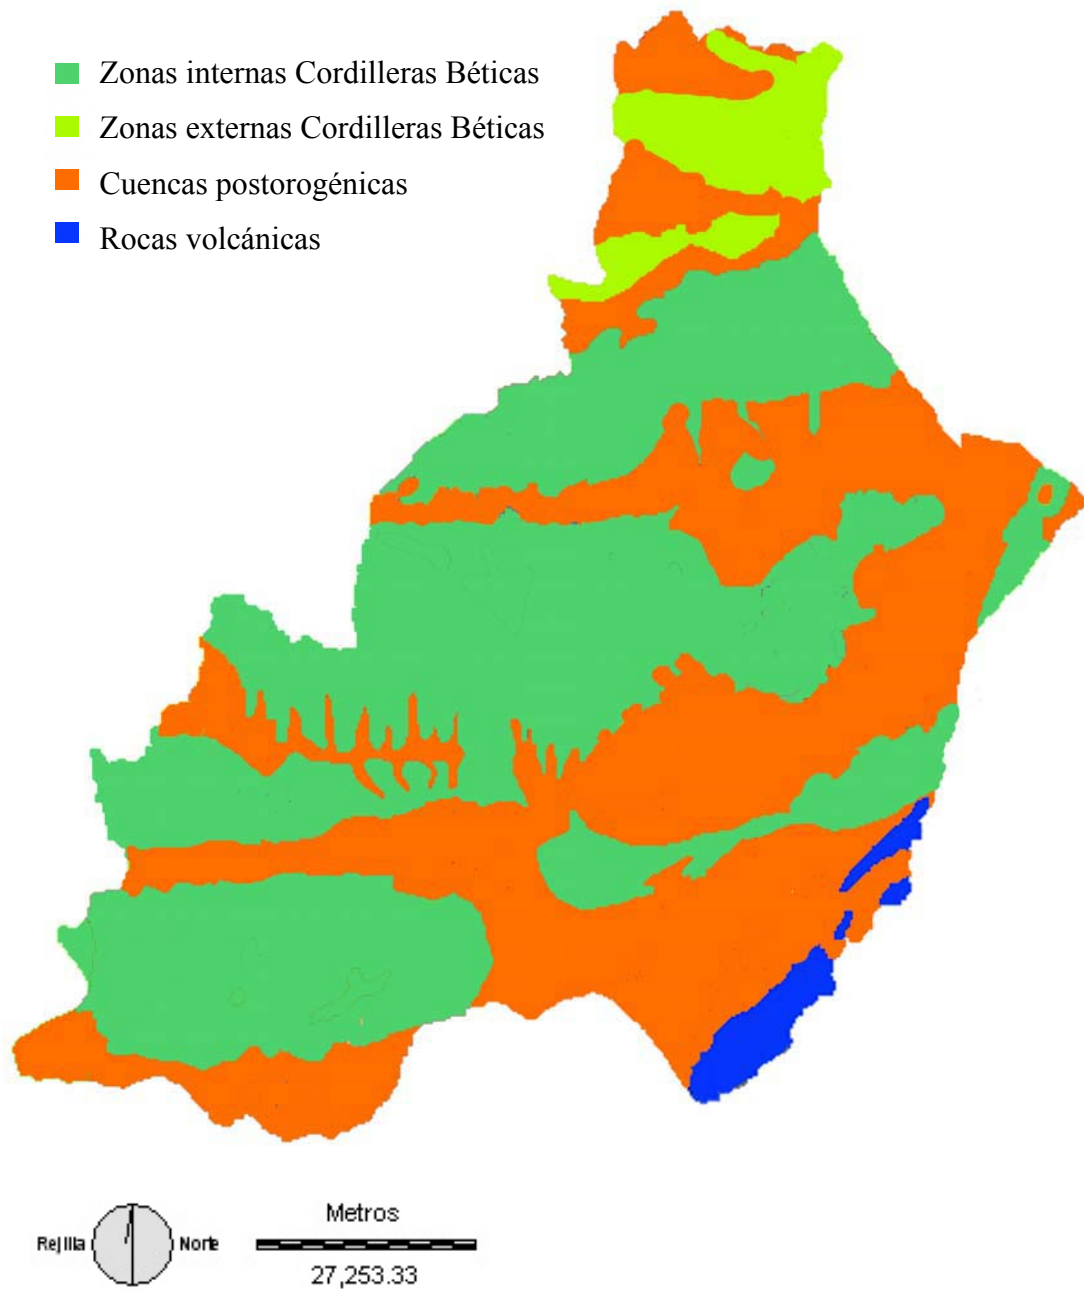 Zonas internas Cordilleras Béticas
Zonas externas Cordilleras Béticas
Cuencas postorogénicas
Rocas volcánicas
Metros
Rejilla Norte
27,253.33